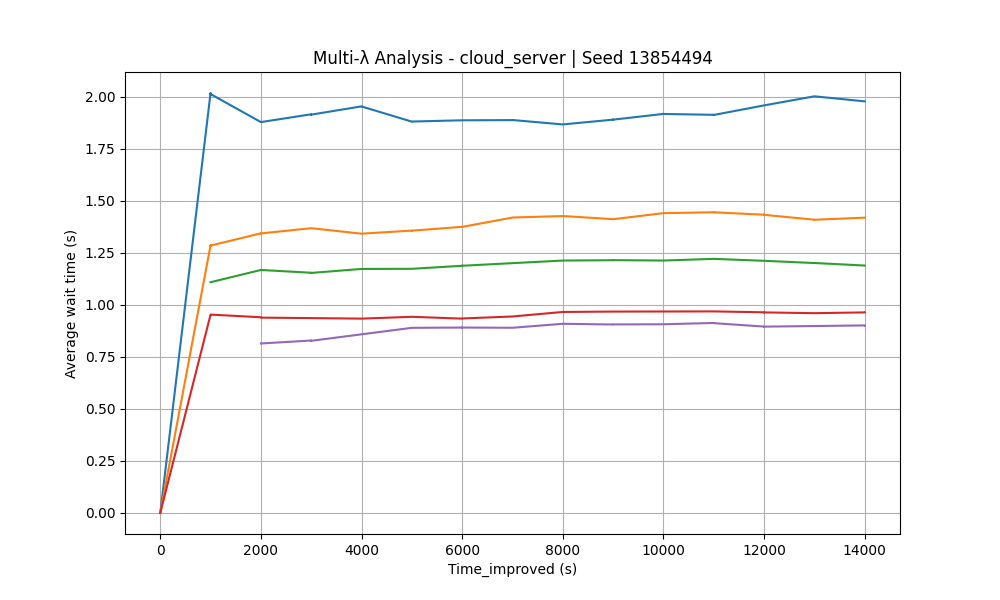 Multi-λ Analysis - cloud_server | Seed 13854494
Average wait time (s)
2.00
1.75
1.50
1.25
1.00
0.75
0.50
0.25
0.00
0 2000 4000 6000 8000 10000 12000 14000
Time_improved (s)